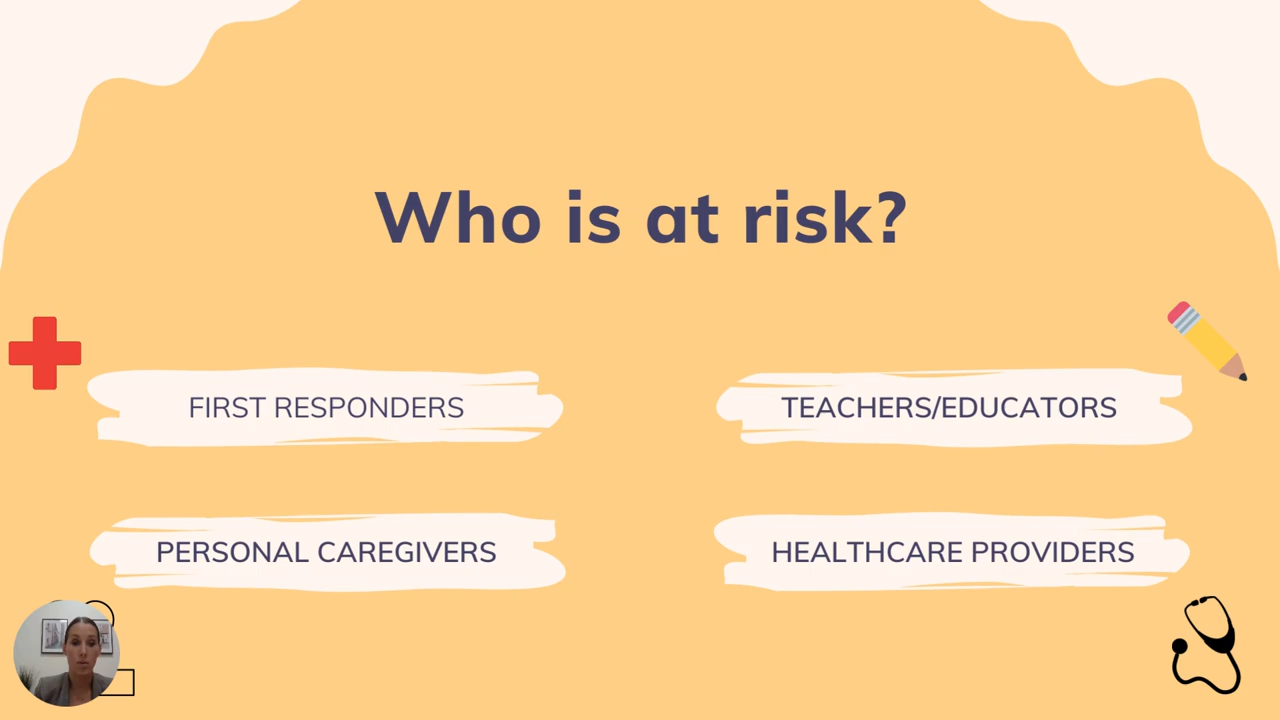 Who is at risk?
FIRST RESPONDERS
TEACHERS/EDUCATORS
PERSONAL CAREGIVERS
HEALTHCARE PROVIDERS